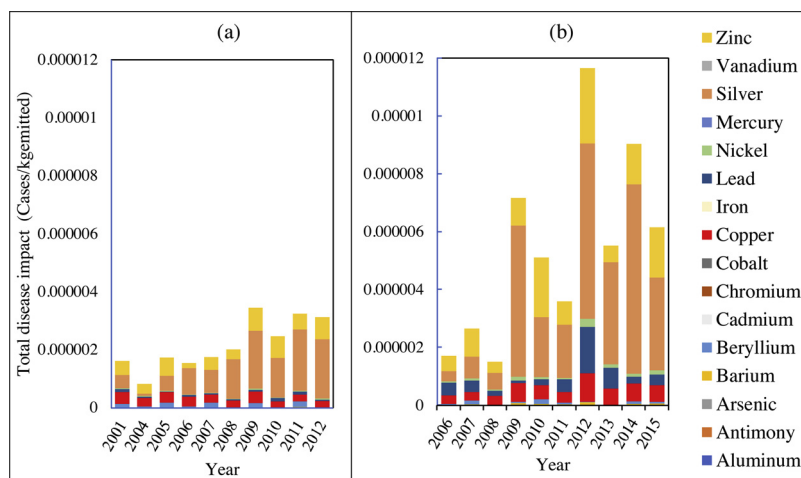 (a)
(b)
Total disease impact (Cases/kgemitted)
0.000012
0.00001
0.000008
0.000006
0.000004
0.000002
0
2001
2004
2005
2006
2007
2008
2009
2010
2011
2012
Year
0.000012
0.00001
0.000008
0.000006
0.000004
0.000002
0
2006
2007
2008
2009
2010
2011
2012
2013
2014
2015
Year
Zinc
Vanadium
Silver
Mercury
Nickel
Lead
Iron
Copper
Cobalt
Chromium
Cadmium
Beryllium
Barium
Arsenic
Antimony
Aluminum